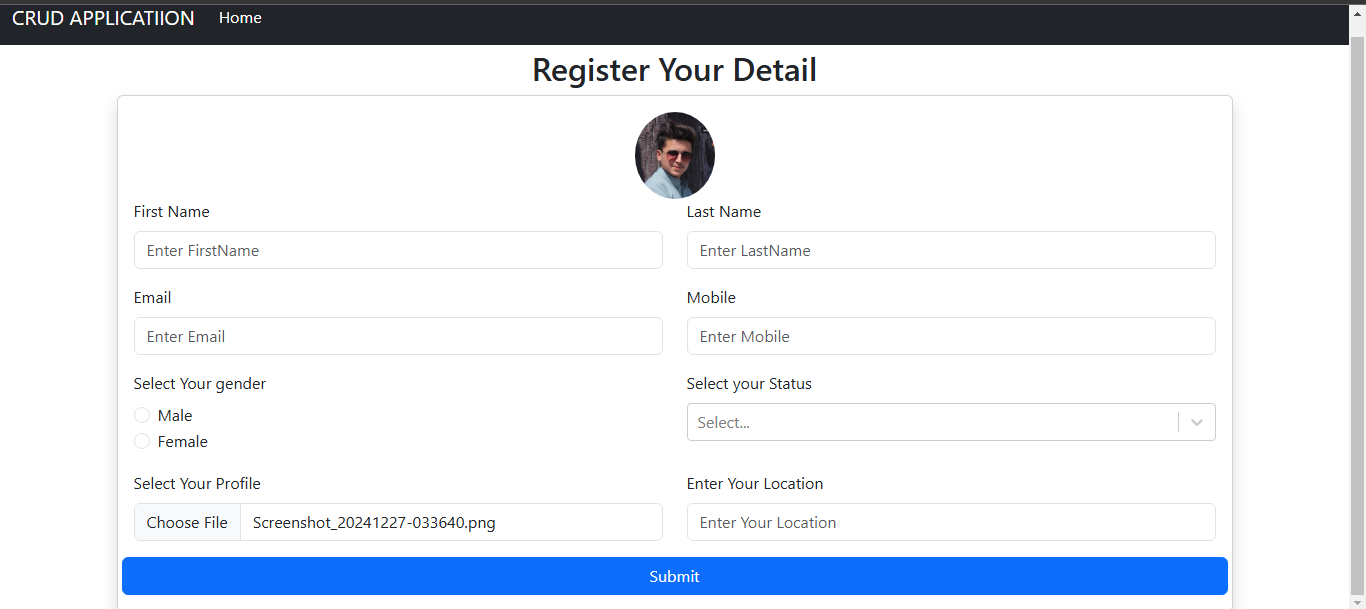 CRUD APPLICATIION Home
Register Your Detail
First Name Last Name
Enter FirstName Enter LastName
Email Mobile
Enter Email Enter Mobile
Select Your gender Select your Status
Male Select...
Female
Select Your Profile Enter Your Location
Choose File Screenshot_20241227-033640.png Enter Your Location
Submit